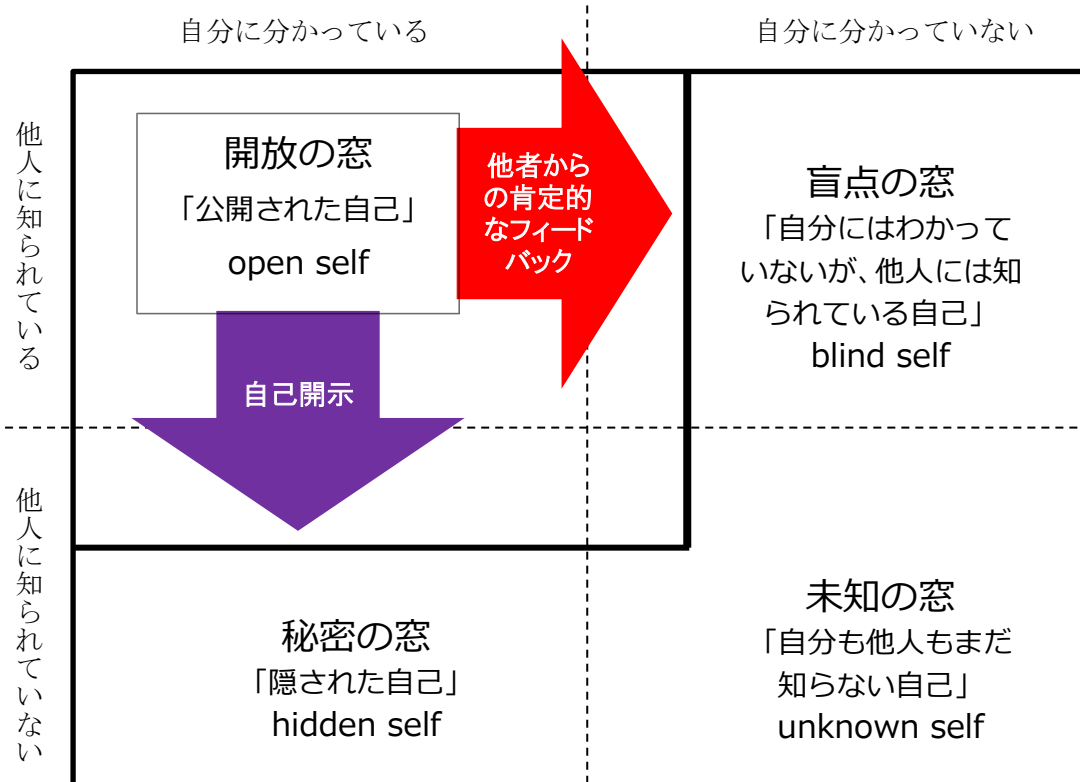 自分に分かっている
自分に分かっていない
他人に知られている
開放の窓
「公開された自己」
open self
他者から
の肯定的
なフィード
バック
盲点の窓
「自分にはわかって
いないが、他人には知
られている自己」
blind self
自己開示
他人に知られていない
秘密の窓
「隠された自己」
hidden self
未知の窓
「自分も他人もまだ
知らない自己」
unknown self